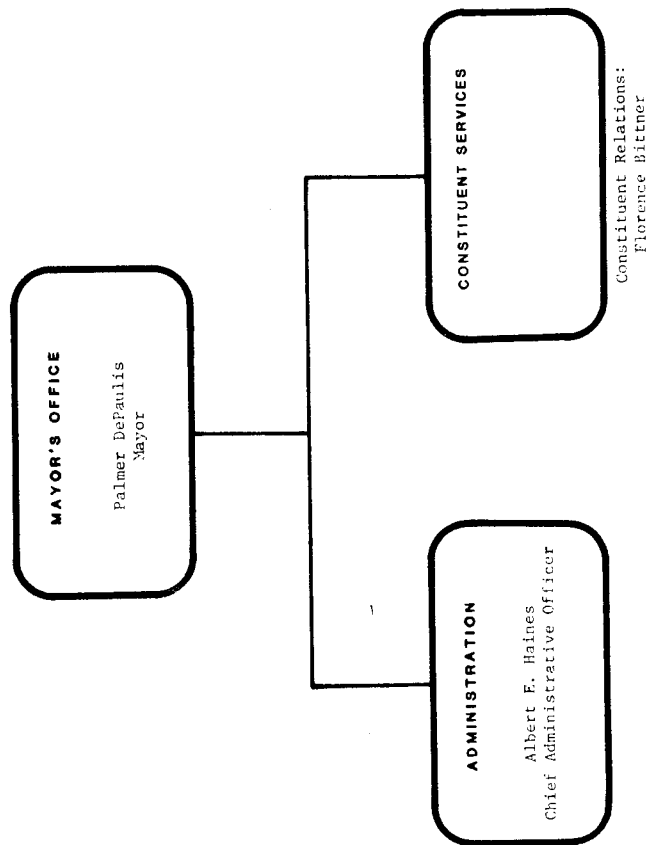 MAYOR'S OFFICE
Palmer DePaulis
Mayor
ADMINISTRATION
Albert E. Haines
Chief Administrative Officer
CONSTITUENT SERVICES
Constituent Relations:
Florence Bittner